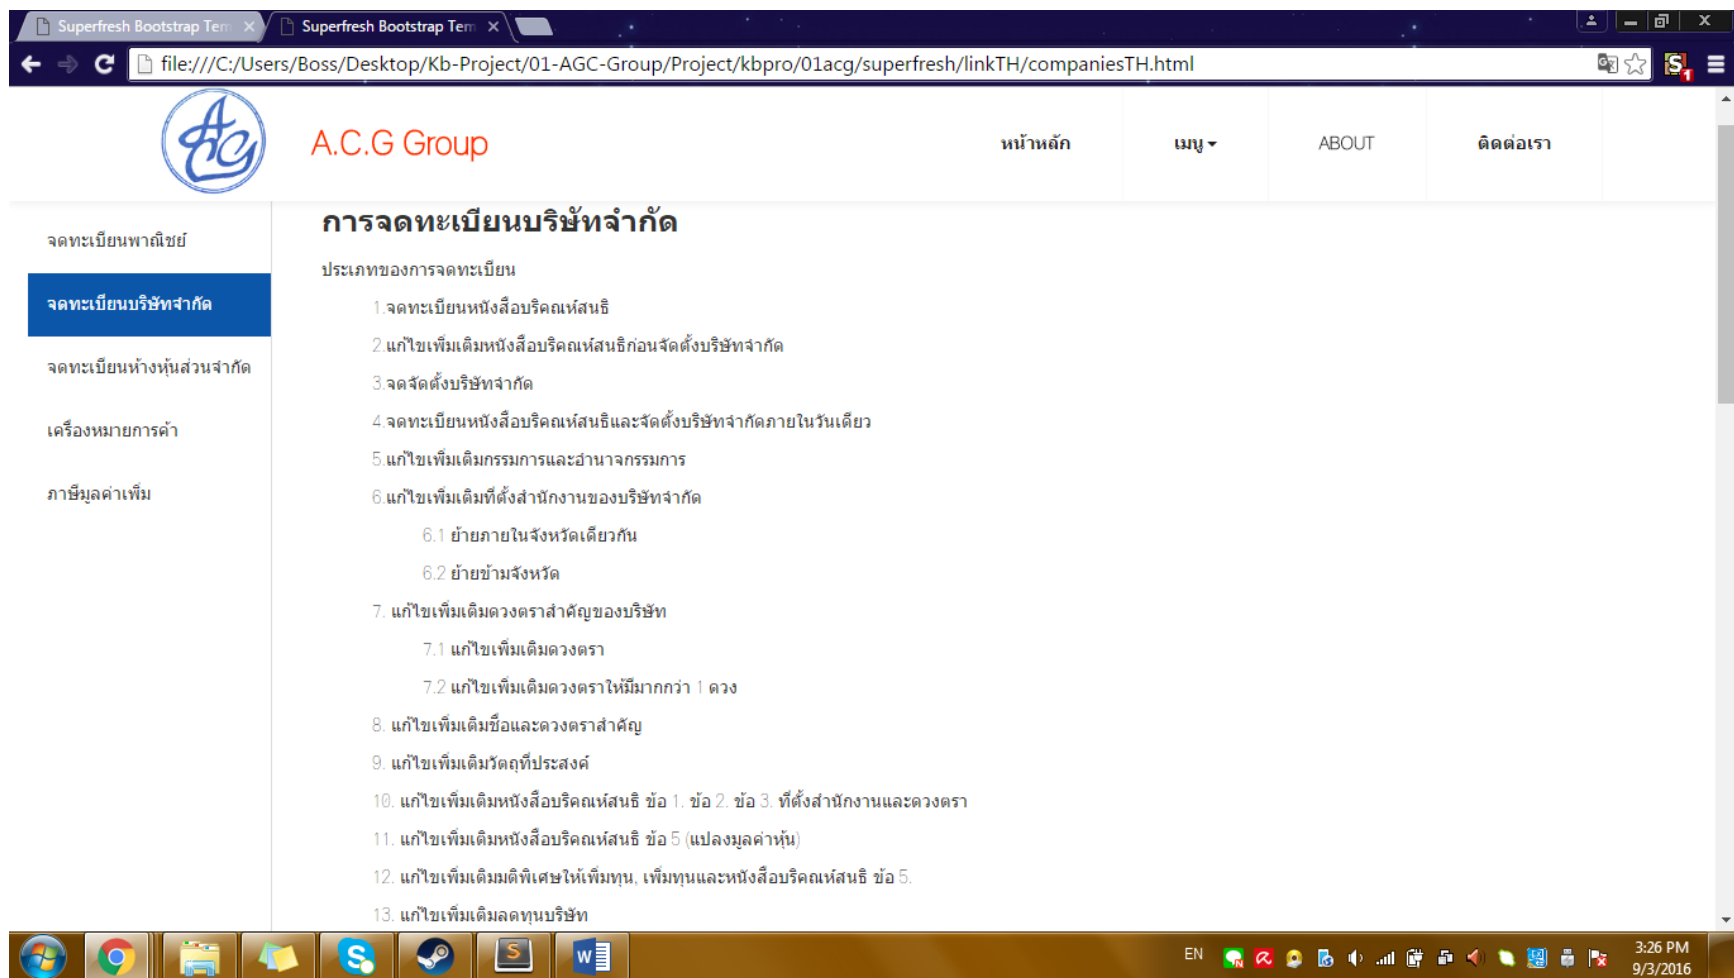 Superfresh Bootstrap Tem
Superfresh Bootstrap Tem
file:///C:/Users/Boss/Desktop/Kb-Project/01-AGC-Group/Project/kbpro/01acg/superfresh/linkTH/companiesTH.html
ACG
A.C.G Group
หน้าหลัก
เมนู
ABOUT
ติดต่อเรา
จดทะเบียนพาณิชย์
จดทะเบียนบริษัทจำกัด
จดทะเบียนห้างหุ้นส่วนจำกัด
เครื่องหมายการค้า
ภาษีมูลค่าเพิ่ม
การจดทะเบียนบริษัทจำกัด
ประเภทของการจดทะเบียน
1.จดทะเบียนหนังสือบริคณห์สนธิ
2.แก้ไขเพิ่มเติมหนังสือบริคณห์สนธิก่อนจัดตั้งบริษัทจำกัด
3.จดจัดตั้งบริษัทจำกัด
4.จดทะเบียนหนังสือบริคณห์สนธิและจัดตั้งบริษัทจำกัดภายในวันเดียว
5.แก้ไขเพิ่มเติมกรรมการและอำนาจกรรมการ
6.แก้ไขเพิ่มเติมที่ตั้งสำนักงานของบริษัทจำกัด
6.1 ย้ายภายในจังหวัดเดียวกัน
6.2 ย้ายข้ามจังหวัด
7. แก้ไขเพิ่มเติมดวงตราสำคัญของบริษัท
7.1 แก้ไขเพิ่มเติมดวงตรา
7.2 แก้ไขเพิ่มเติมดวงตราให้มีมากกว่า 1 ดวง
8. แก้ไขเพิ่มเติมชื่อและดวงตราสำคัญ
9. แก้ไขเพิ่มเติมวัตถุที่ประสงค์
10. แก้ไขเพิ่มเติมหนังสือบริคณห์สนธิ ข้อ 1. ข้อ 2. ข้อ 3. ที่ตั้งสำนักงานและดวงตรา
11. แก้ไขเพิ่มเติมหนังสือบริคณห์สนธิ ข้อ 5 (แปลงมูลค่าหุ้น)
12. แก้ไขเพิ่มเติมมติพิเศษให้เพิ่มทุน, เพิ่มทุนและหนังสือบริคณห์สนธิ ข้อ 5.
13. แก้ไขเพิ่มเติมลดทุนบริษัท
EN
3:26 PM
9/3/2016